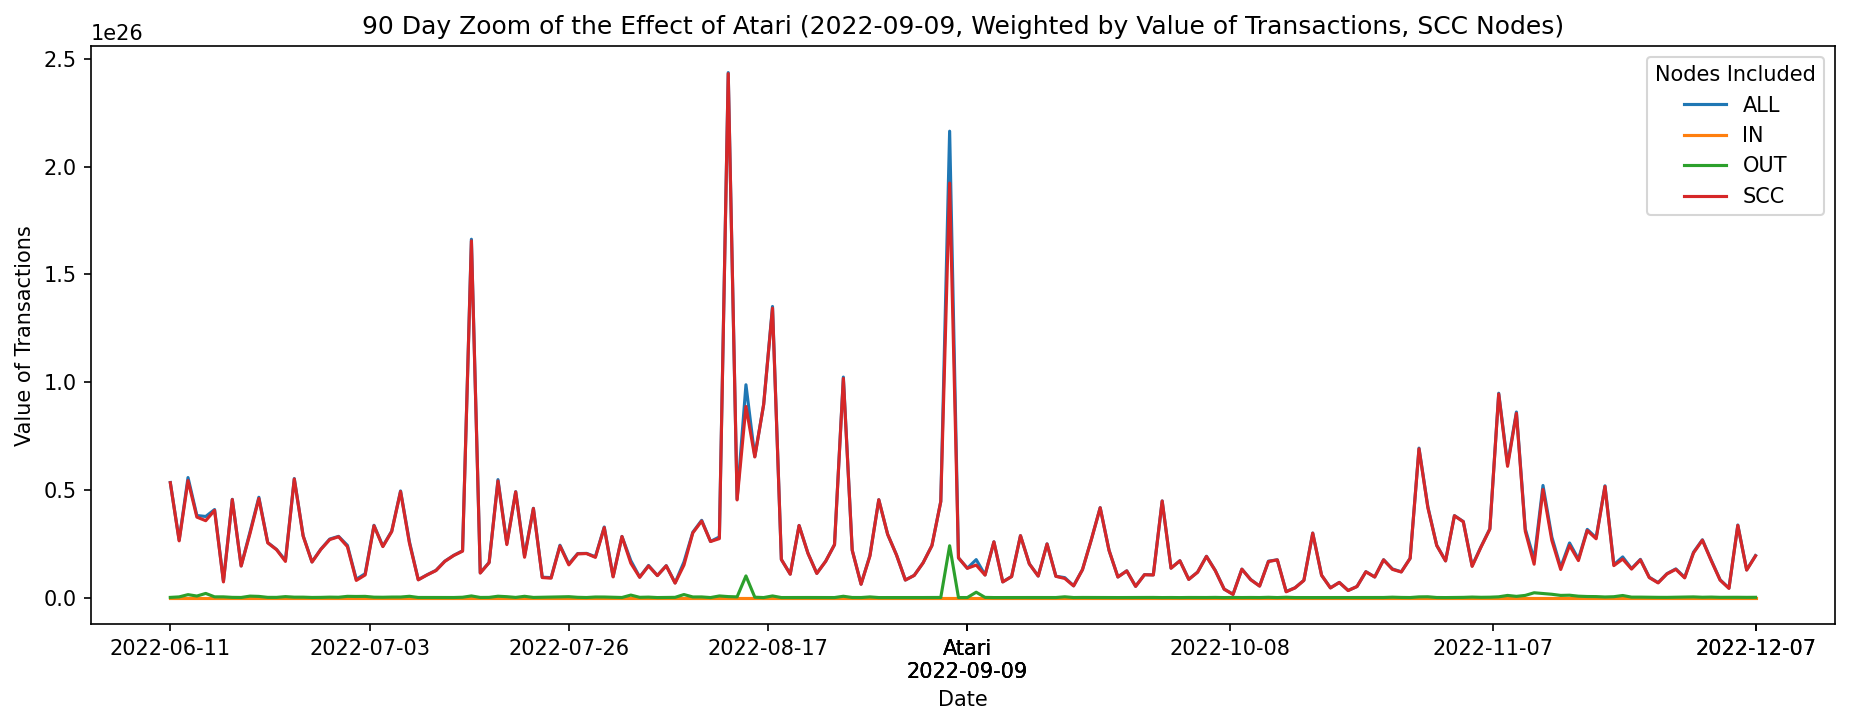 90 Day Zoom of the Effect of Atari (2022-09-09, Weighted by Value of Transactions, SCC Nodes)
1e26
2.5
2.0
1.5
1.0
0.5
0.0
Value of Transactions
Nodes Included
ALL
IN
OUT
SCC
2022-06-11 2022-07-03 2022-07-26 2022-08-17 Atari 2022-10-08 2022-11-07 2022-12-07
2022-09-09
Date